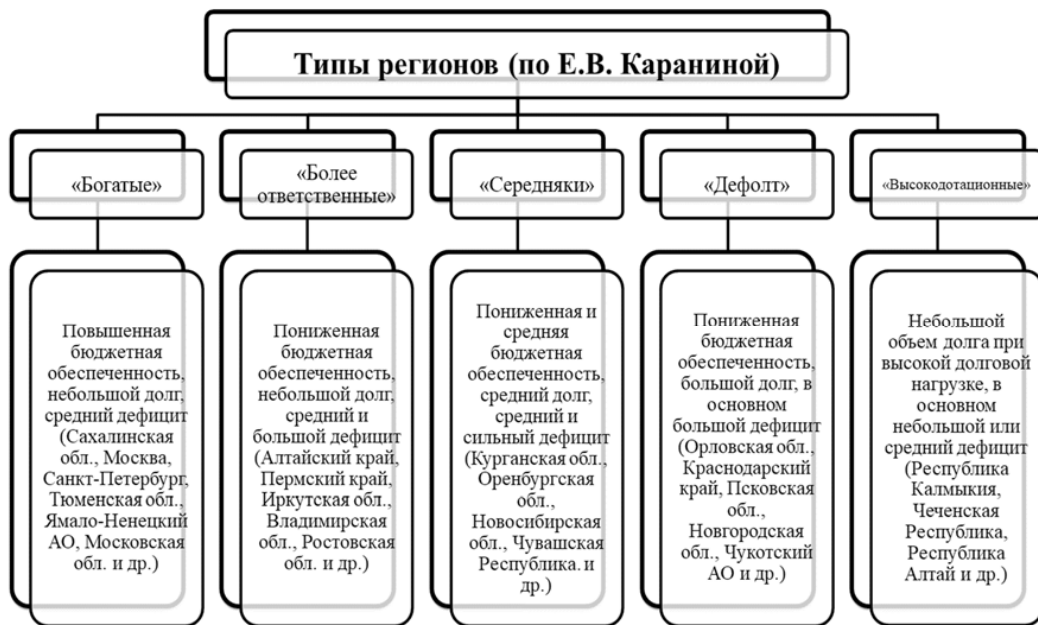 Типы регионов (по Е.В. Караниной)
«Богатые»
«Более
ответственные»
«Середняки»
«Дефолт»
«Высокодотационные»
Повышенная
бюджетная
обеспеченность,
небольшой долг,
средний дефицит
(Сахалинская
обл., Москва,
Санкт-Петербург,
Тюменская обл.,
Ямало-Ненецкий
АО, Московская
обл. и др.)
Пониженная
бюджетная
обеспеченность,
небольшой долг,
средний и
большой дефицит
(Алтайский край,
Пермский край,
Иркутская обл.,
Владимирская
обл., Ростовская
обл. и др.)
Пониженная и
средняя
бюджетная
обеспеченность,
средний долг,
средний и
сильный дефицит
(Курганская обл.,
Оренбургская
обл.,
Новосибирская
обл., Чувашская
Республика. и
др.)
Пониженная
бюджетная
обеспеченность,
большой долг, в
основном
большой дефицит
(Орловская обл.,
Краснодарский
край, Псковская
обл.,
Новгородская
обл., Чукотский
АО и др.)
Небольшой
объем долга при
высокой долговой
нагрузке, в
основном
небольшой или
средний дефицит
(Республика
Калмыкия,
Чеченская
Республика,
Республика
Алтай и др.)